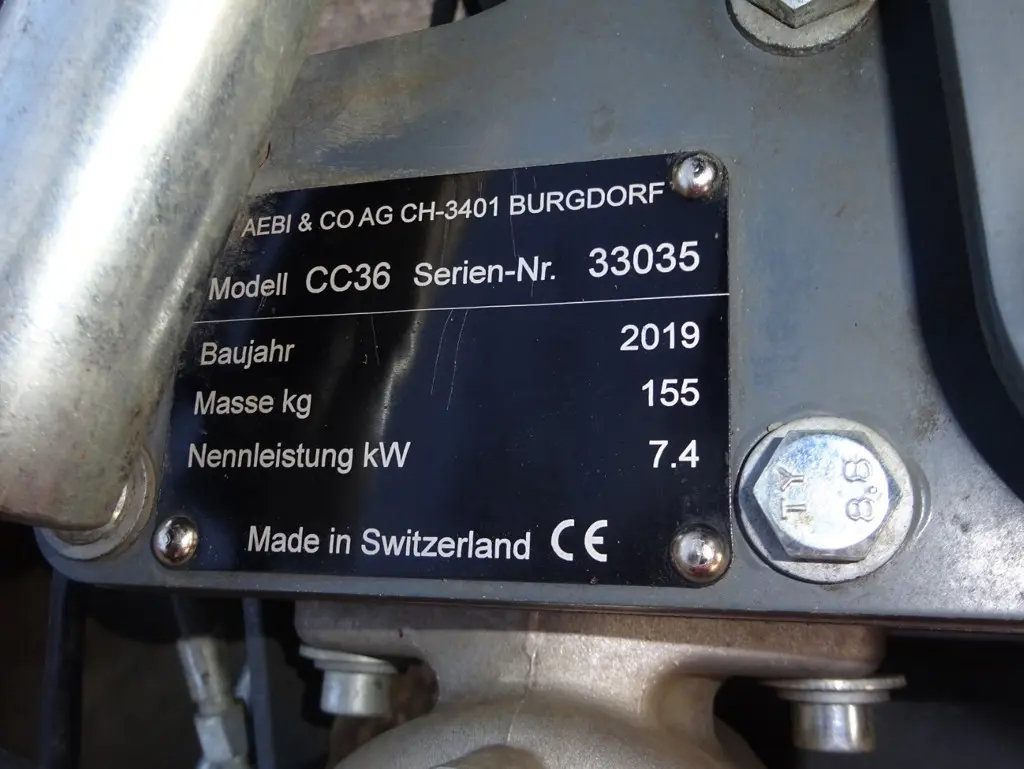 AEBI & CO AG CH-3401 BURGDORF
Modell CC36 Serien-Nr. 33035
Baujahr 2019
Masse kg 155
Nennleistung kW 7.4
Made in Switzerland CE
TY
8.8